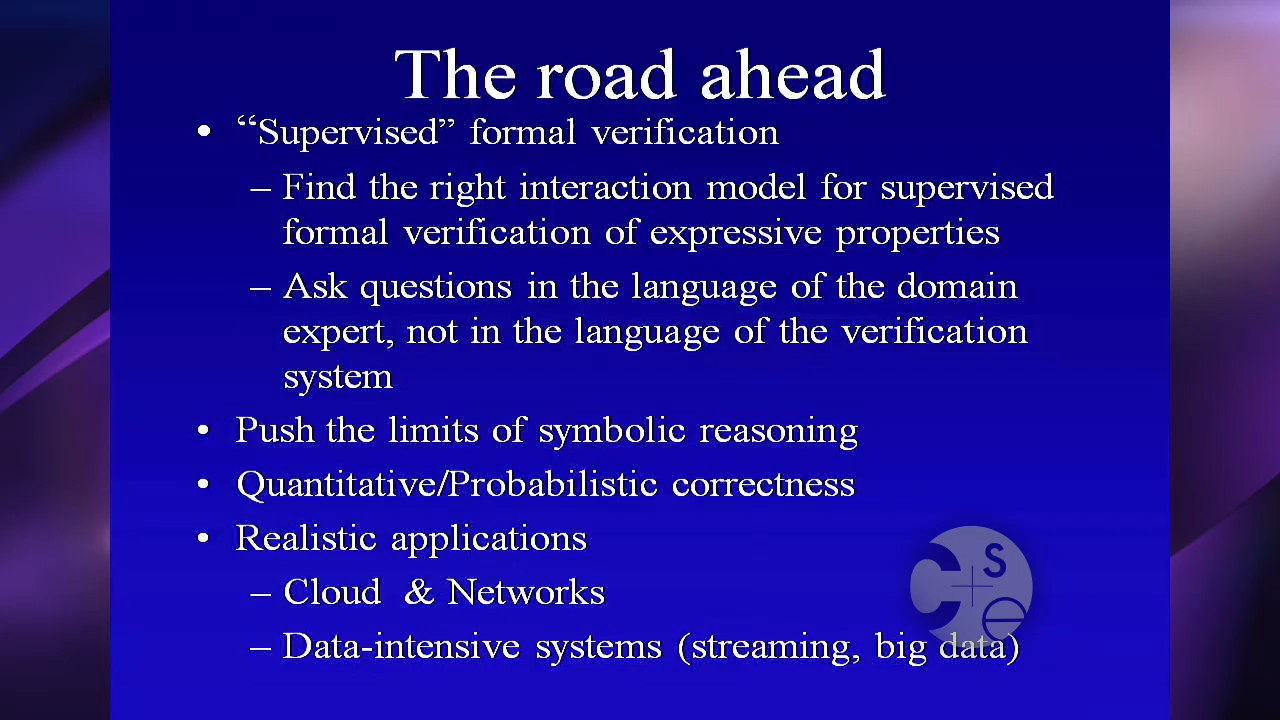 The road ahead
• “Supervised” formal verification
– Find the right interaction model for supervised
formal verification of expressive properties
– Ask questions in the language of the domain
expert, not in the language of the verification
system
• Push the limits of symbolic reasoning
• Quantitative/Probabilistic correctness
• Realistic applications
– Cloud & Networks
– Data-intensive systems (streaming, big data)
C s e